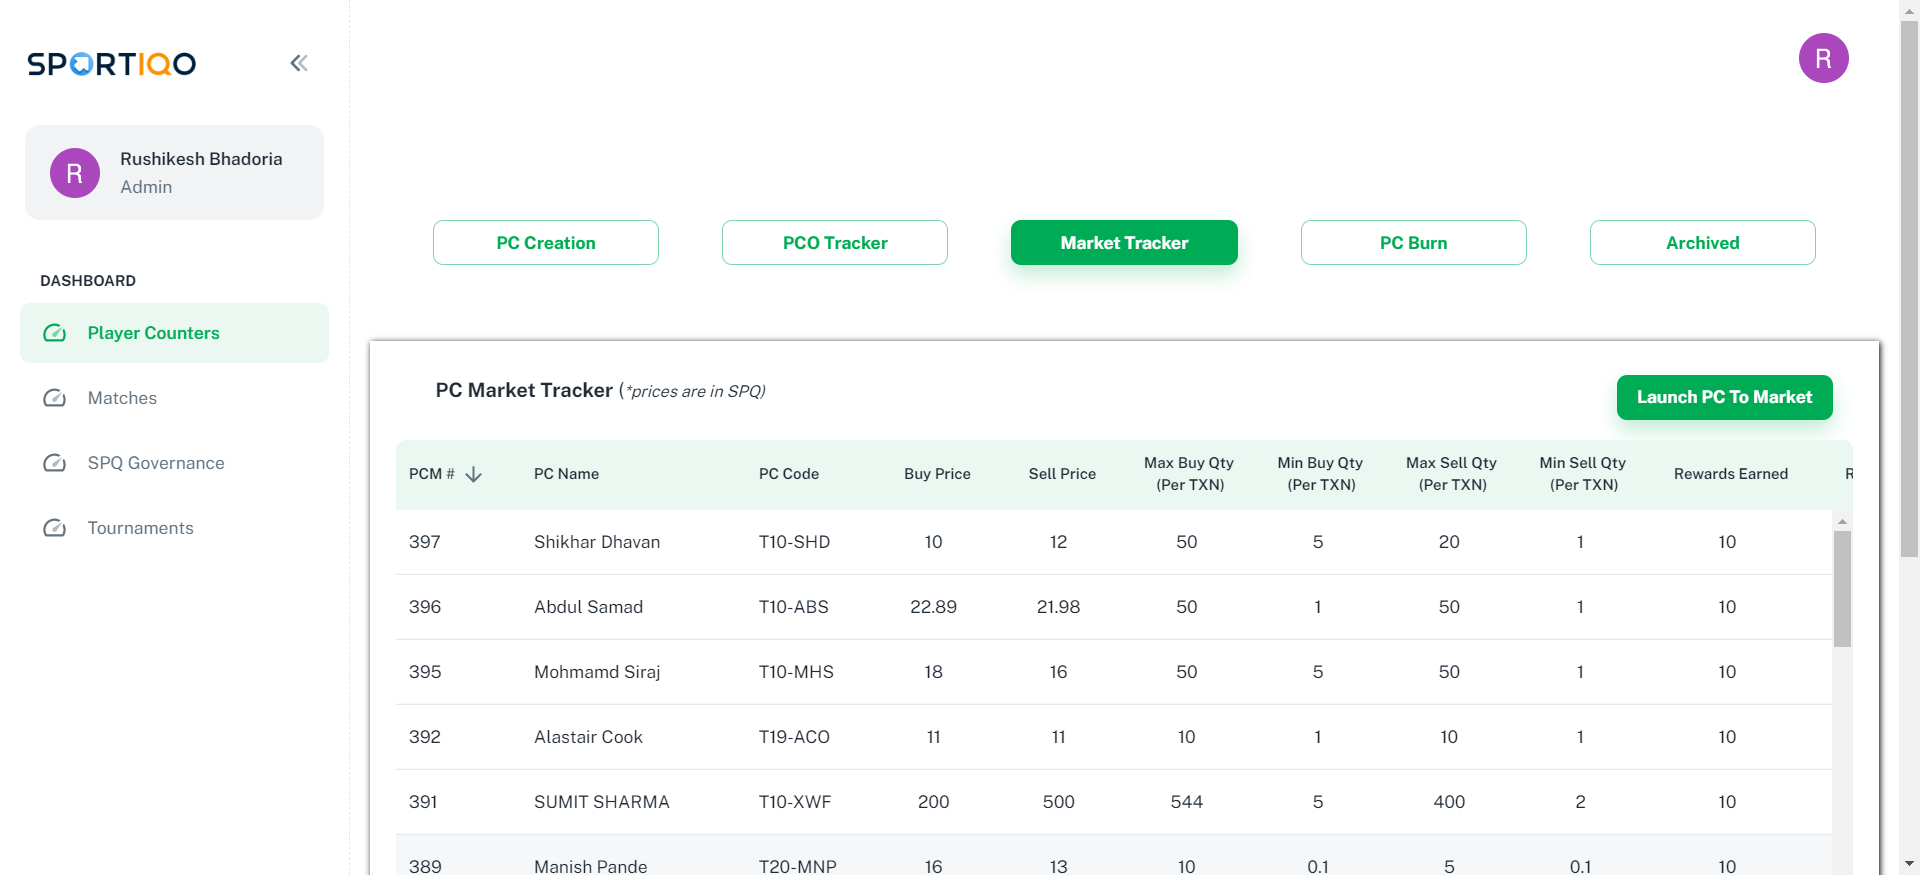 SPORTIQO
R
R
Rushikesh Bhadoria
Admin
DASHBOARD
Player Counters
Matches
SPQ Governance
Tournaments
PC Creation
PCO Tracker
Market Tracker
PC Burn
Archived
PC Market Tracker (*prices are in SPQ)
Launch PC To Market
PCM # PC Name PC Code Buy Price Sell Price Max Buy Qty (Per TXN) Min Buy Qty (Per TXN) Max Sell Qty (Per TXN) Min Sell Qty (Per TXN) Rewards Earned
397 Shikhar Dhavan T10-SHD 10 12 50 5 20 1 10
396 Abdul Samad T10-ABS 22.89 21.98 50 1 50 1 10
395 Mohmamd Siraj T10-MHS 18 16 50 5 50 1 10
392 Alastair Cook T19-ACO 11 11 10 1 10 1 10
391 SUMIT SHARMA T10-XWF 200 500 544 5 400 2 10
389 Manish Pande T20-MNP 16 13 10 0.1 5 0.1 10